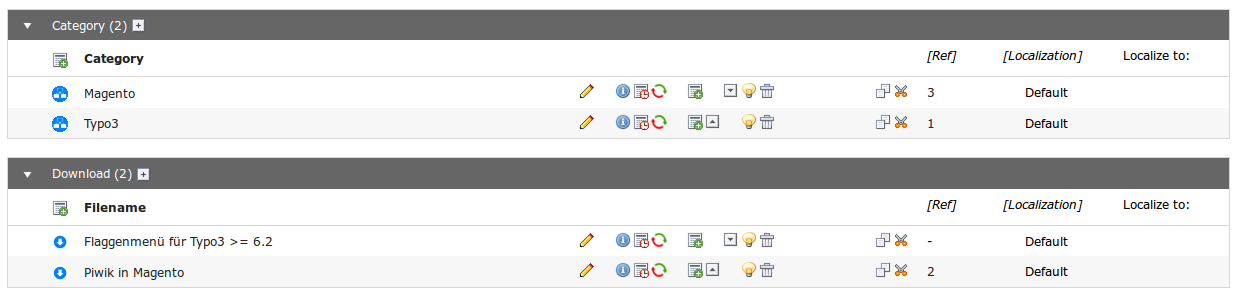 Category (2)
Category [Ref] [Localization] Localize to:
Magento 3 Default
Typo3 1 Default
Download (2)
Filename [Ref] [Localization] Localize to:
Flaggenmenü für Typo3 >= 6.2 - Default
Piwik in Magento 2 Default